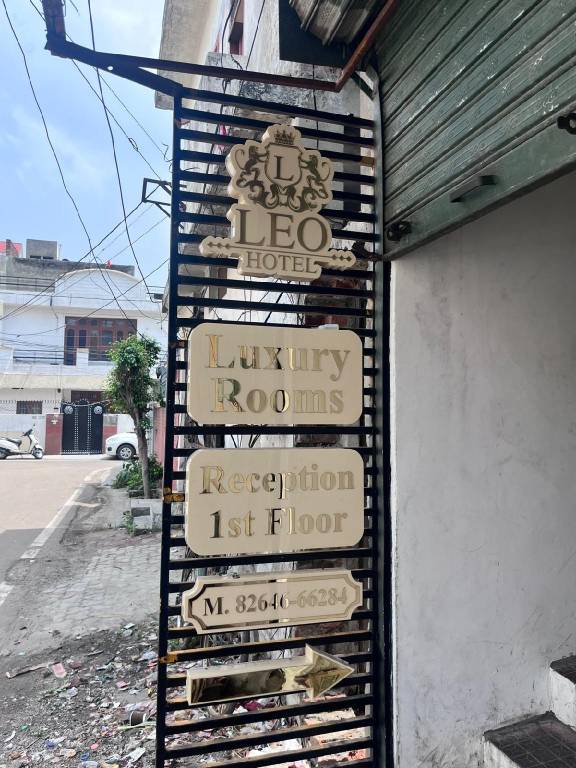 L
LEO
HOTEL
Luxury
Rooms
Reception
1st Floor
M. 82646-66284